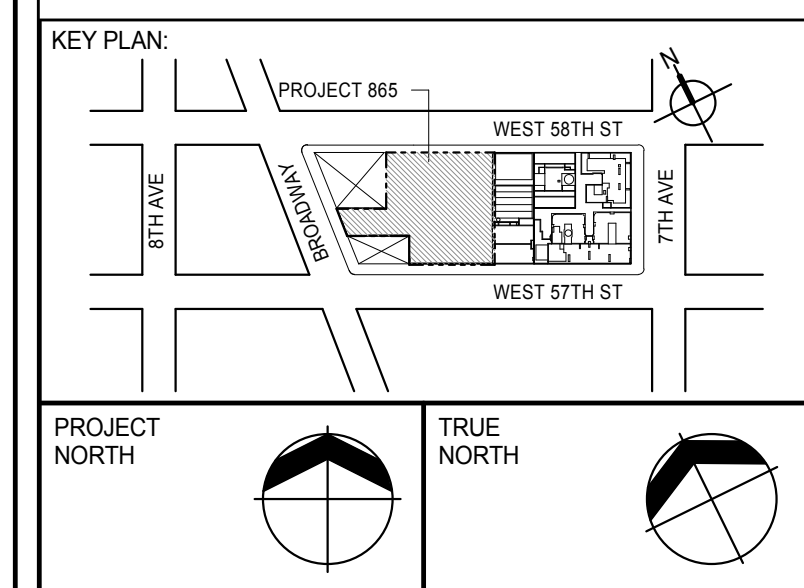 KEY PLAN:
PROJECT 865
N
WEST 58TH ST
8TH AVE
BROADWAY
7TH AVE
WEST 57TH ST
PROJECT
NORTH
TRUE
NORTH